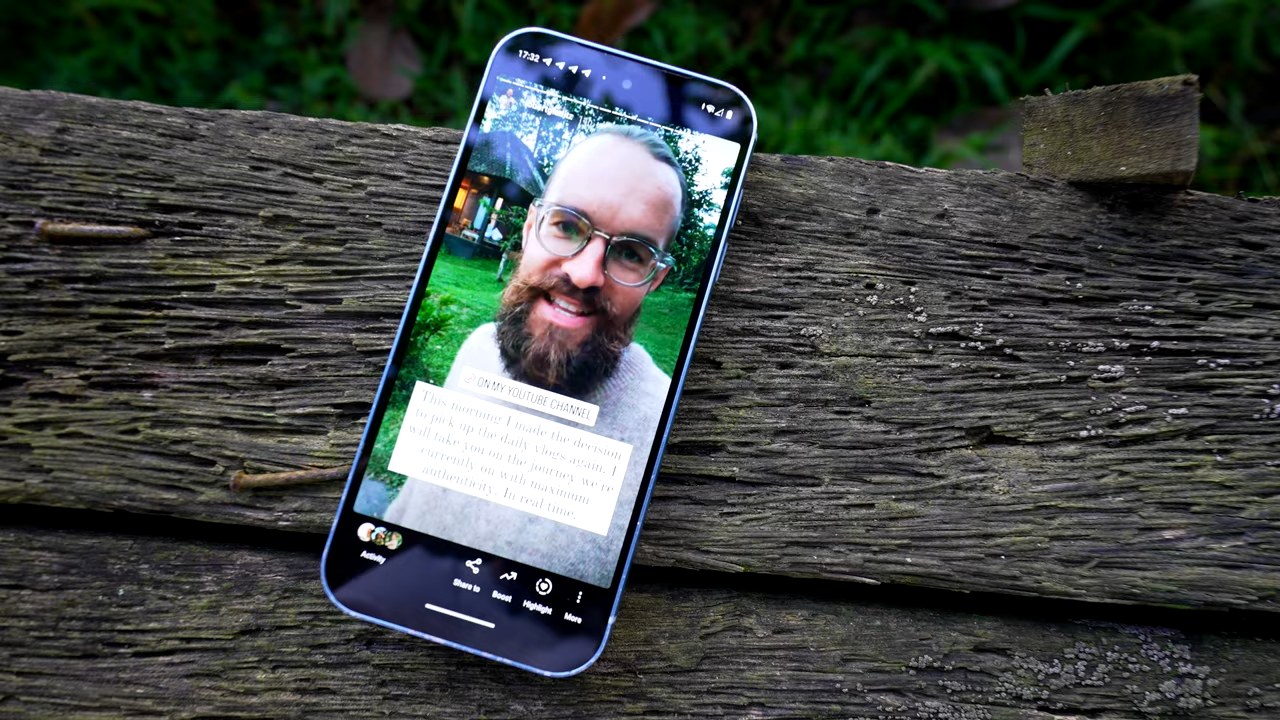 17:32
ON MY YOUTUBE CHANNEL
This morning I made the decision
to pick up the daily vlogs again. I
will take you on the journey we're
currently on with maximum
authenticity. In real time.
Activity
Share to
Boost
Highlight
More